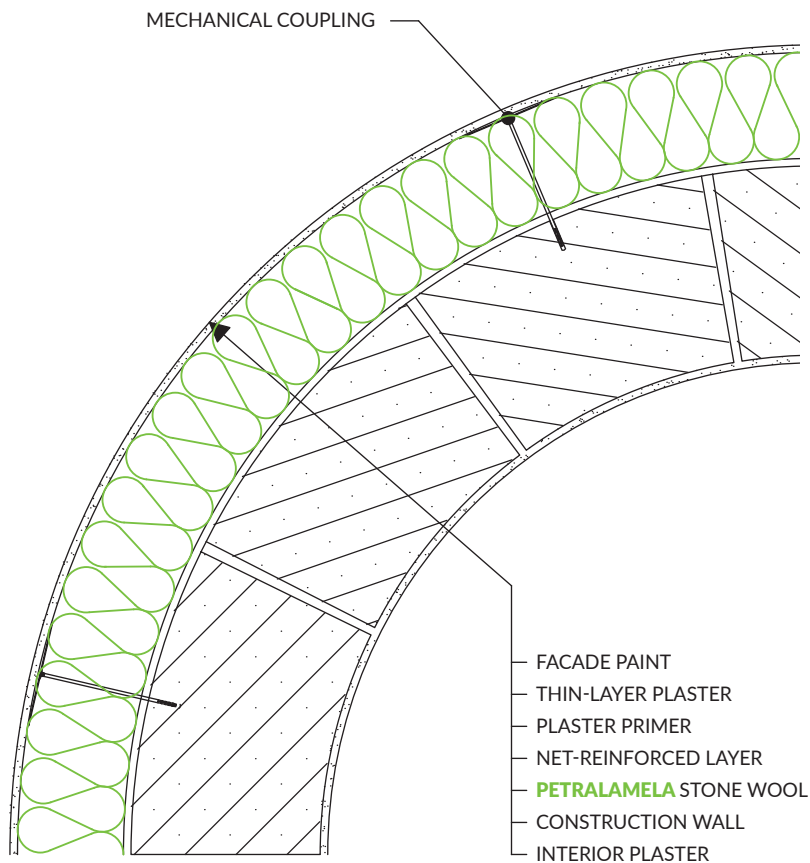 MECHANICAL COUPLING
FACADE PAINT
THIN-LAYER PLASTER
PLASTER PRIMER
NET-REINFORCED LAYER
PETRALAMELA STONE WOOL
CONSTRUCTION WALL
INTERIOR PLASTER